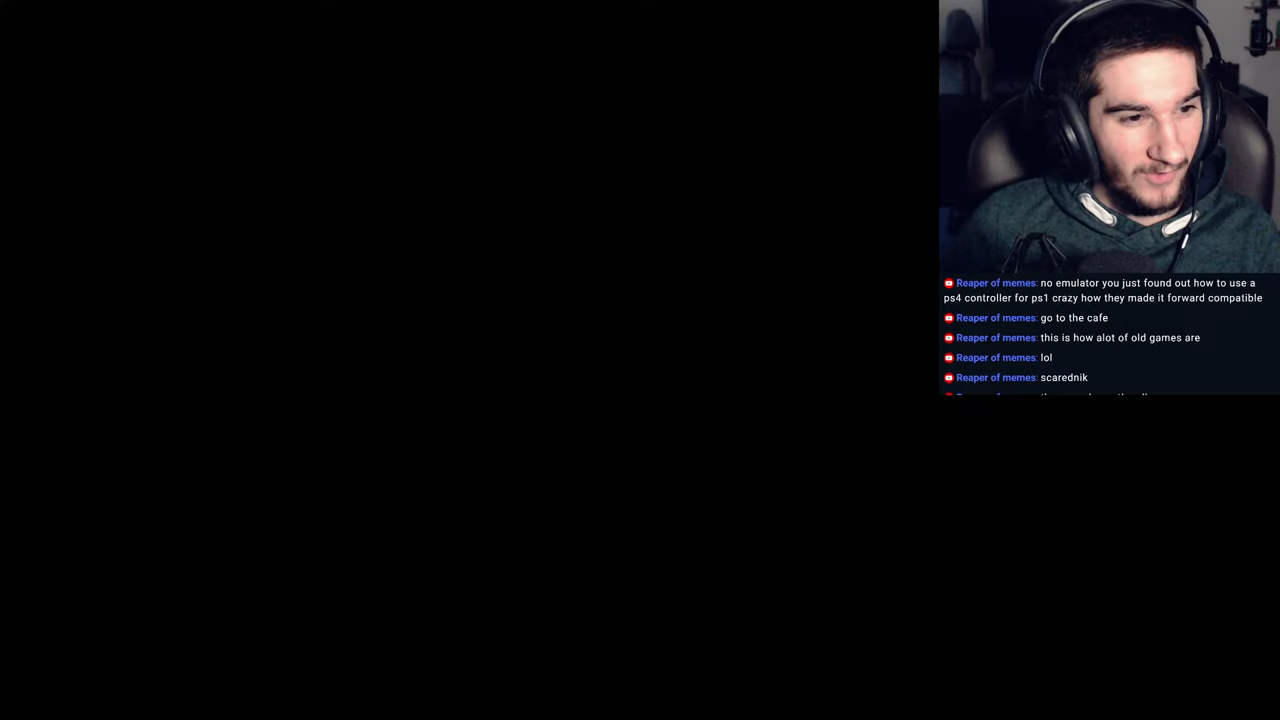 Reaper of memes: no emulator you just found out how to use a
ps4 controller for ps1 crazy how they made it forward compatible
Reaper of memes: go to the cafe
Reaper of memes: this is how alot of old games are
Reaper of memes: lol
Reaper of memes: scarednik